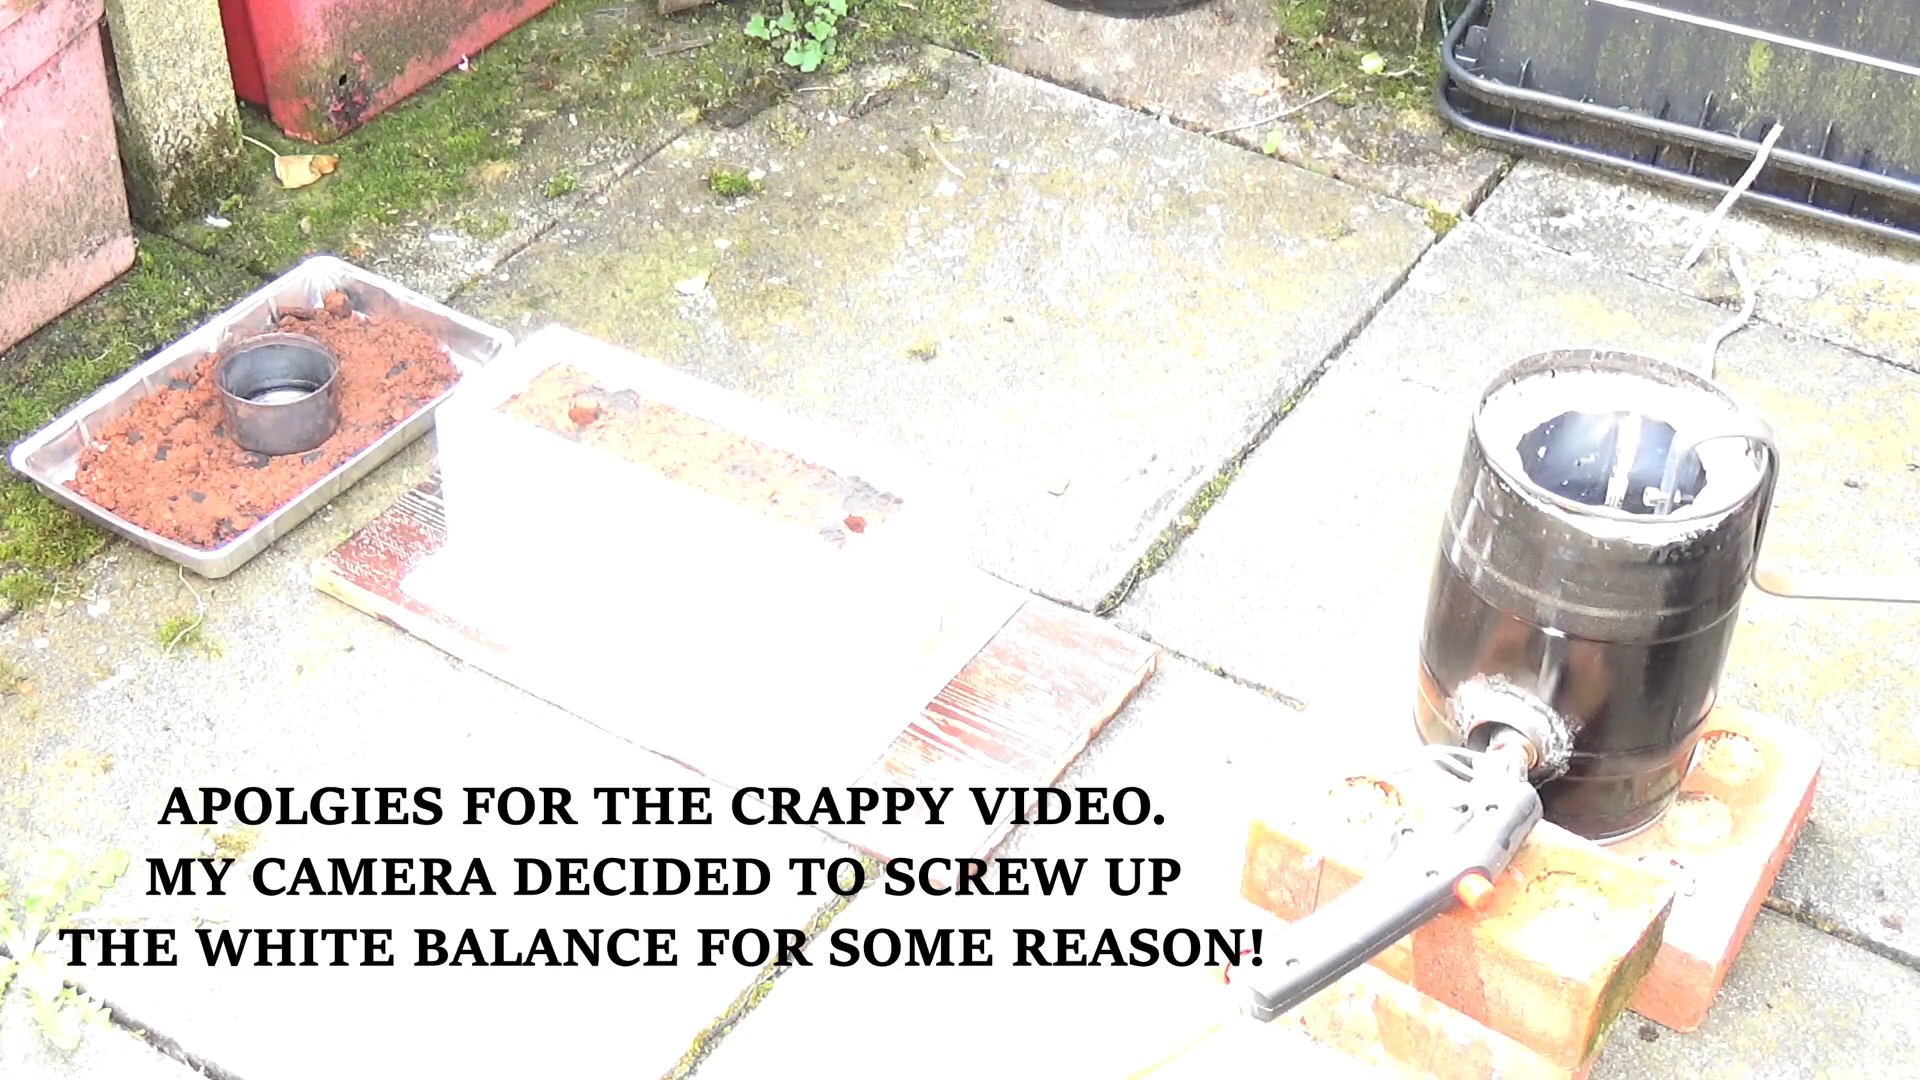 APOLGIES FOR THE CRAPPY VIDEO.
MY CAMERA DECIDED TO SCREW UP
THE WHITE BALANCE FOR SOME REASON!